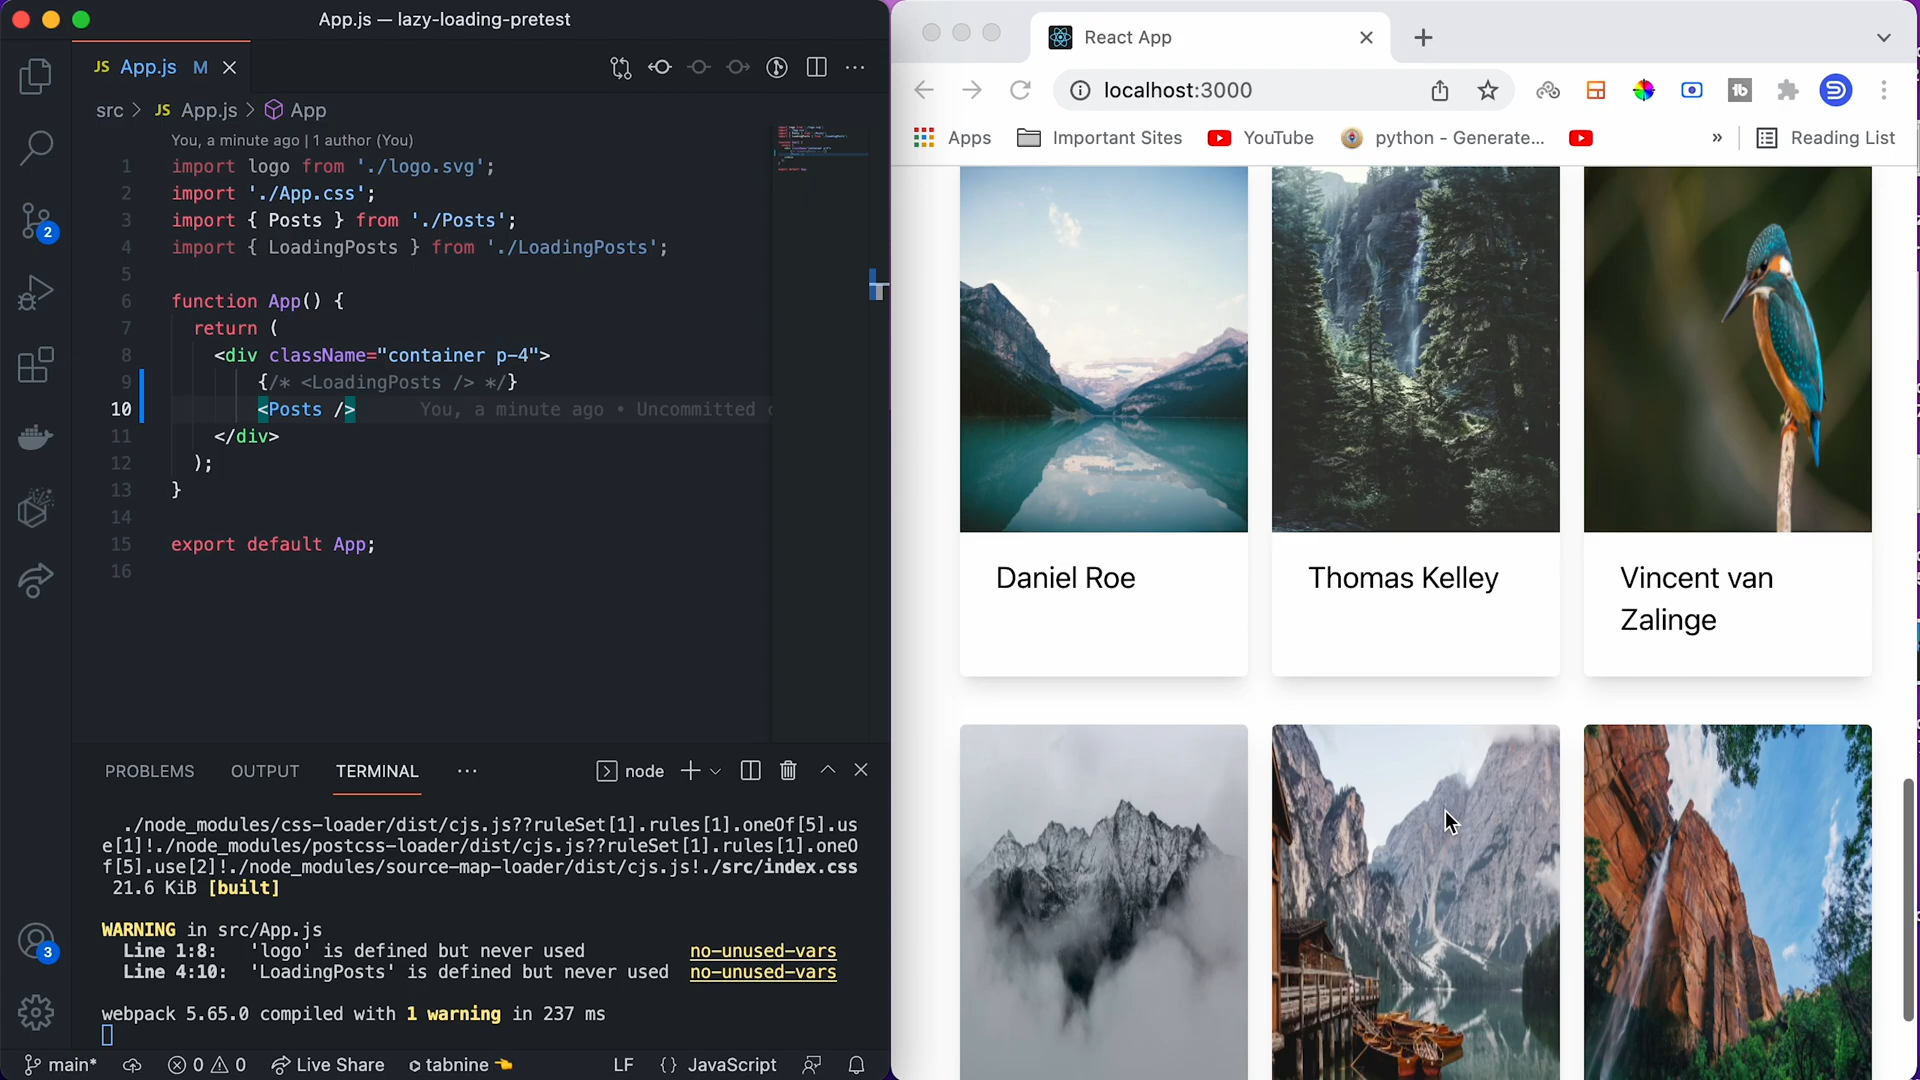 App.js — lazy-loading-pretest
JS App.js M
src > JS App.js > App
You, a minute ago | 1 author (You)
1 import logo from './logo.svg';
2 import './App.css';
3 import { Posts } from './Posts';
4 import { LoadingPosts } from './LoadingPosts';
5
6 function App() {
7 return (
8 <div className="container p-4">
9 {/* <LoadingPosts /> */}
10 <Posts /> You, a minute ago • Uncommitted
11 </div>
12 );
13 }
14
15 export default App;
16
2
3
PROBLEMS OUTPUT TERMINAL ··· node
./node_modules/css-loader/dist/cjs.js??ruleSet[1].rules[1].oneOf[5].us
e[1]!./node_modules/postcss-loader/dist/cjs.js??ruleSet[1].rules[1].oneO
f[5].use[2]!./node_modules/source-map-loader/dist/cjs.js!./src/index.css
21.6 KiB [built]
WARNING in src/App.js
Line 1:8: 'logo' is defined but never used no-unused-vars
Line 4:10: 'LoadingPosts' is defined but never used no-unused-vars
webpack 5.65.0 compiled with 1 warning in 237 ms
main* 0 0 Live Share tabnine LF {} JavaScript
React App
localhost:3000
tb
Apps Important Sites YouTube python - Generate... » Reading List
Daniel Roe
Thomas Kelley
Vincent van
Zalinge